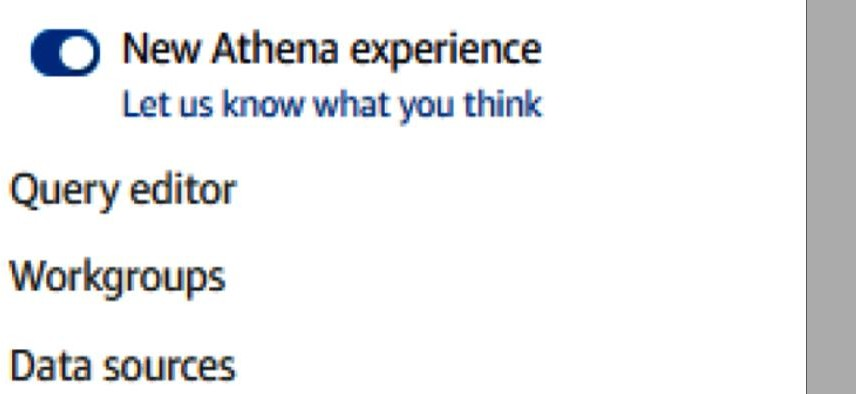 New Athena experience
Let us know what you think
Query editor
Workgroups
Data sources